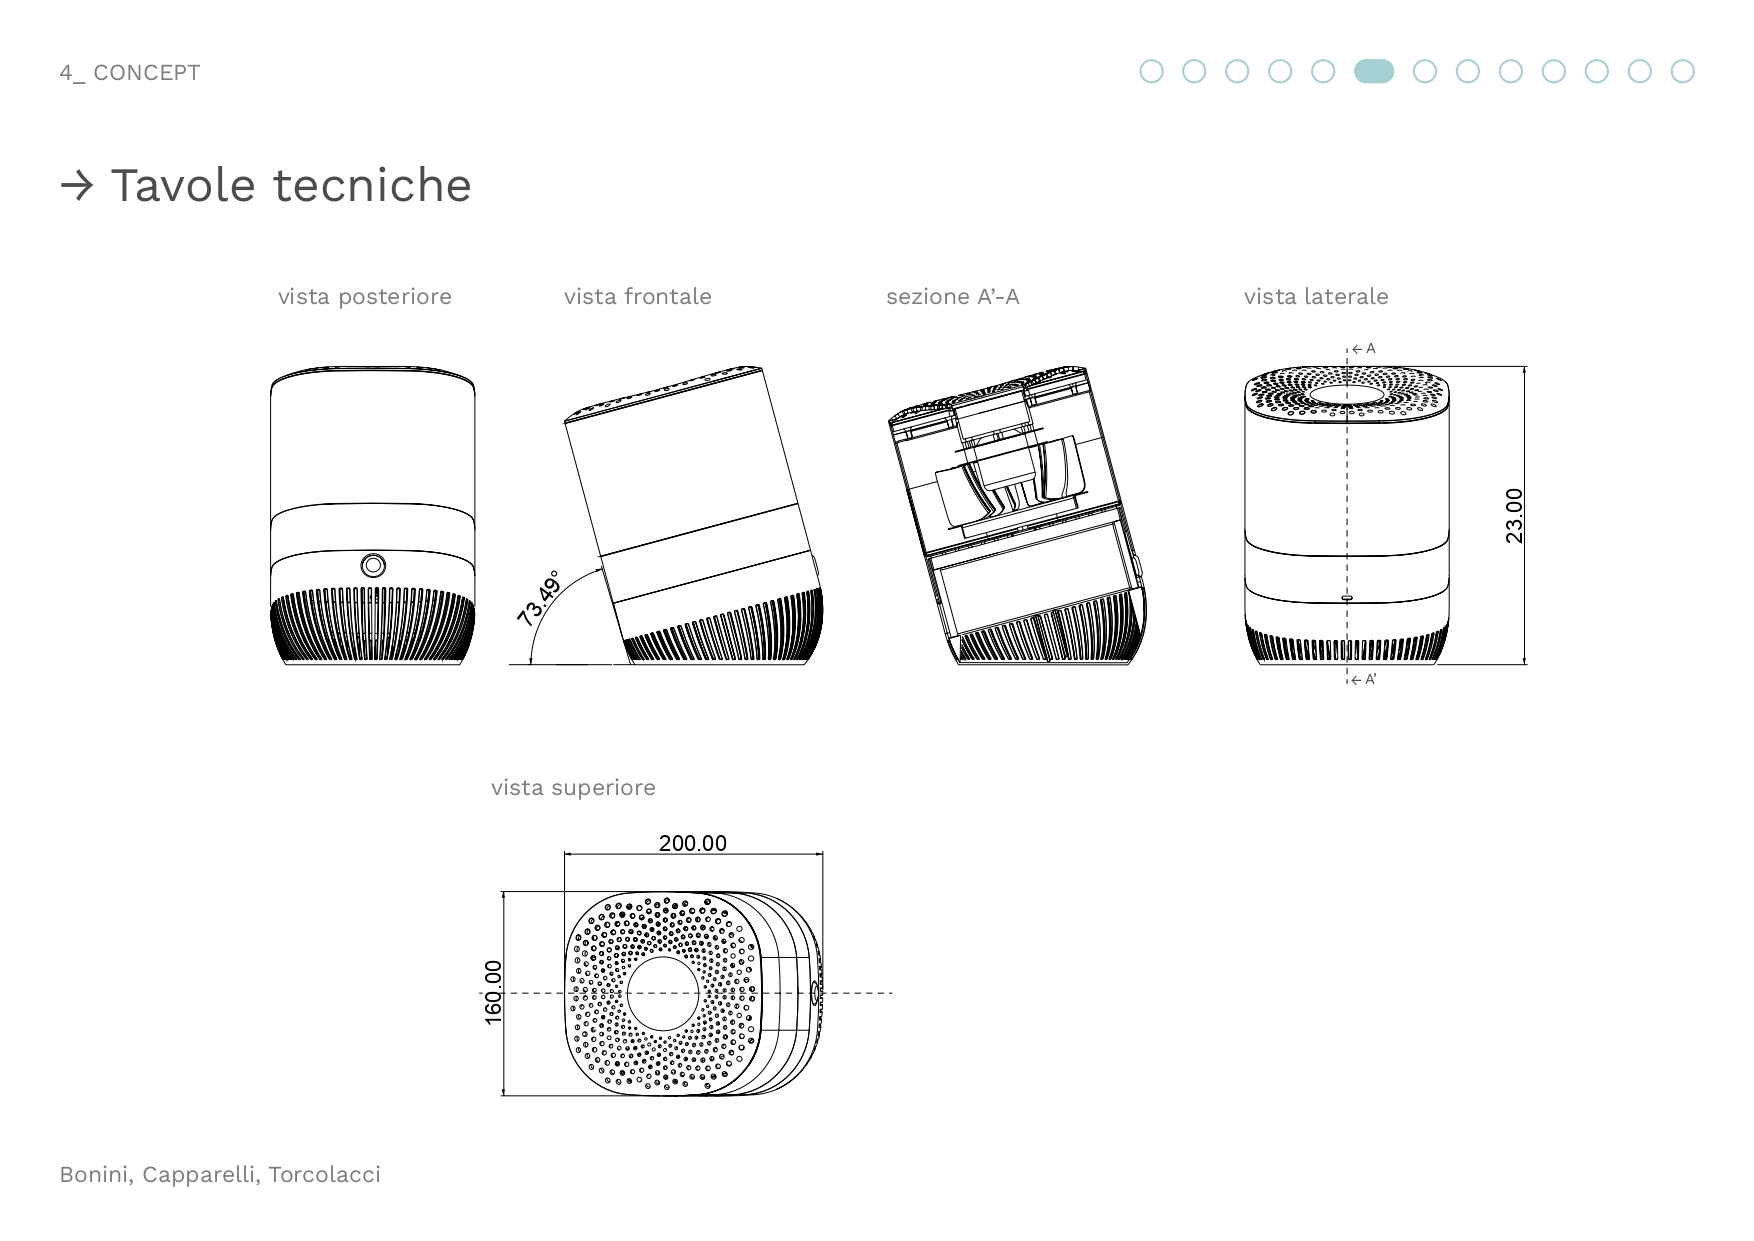 4_ CONCEPT
→ Tavole tecniche
vista posteriore
vista frontale
sezione A’-A
vista laterale
← A
23.00
73.49°
← A’
vista superiore
200.00
160.00
Bonini, Capparelli, Torcolacci